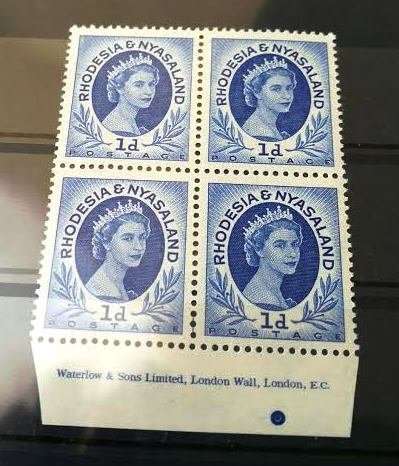 RHODESIA & NYASALAND
1d
POSTAGE
RHODESIA & NYASALAND
1d
POSTAGE
RHODESIA & NYASALAND
1d
POSTAGE
RHODESIA & NYASALAND
1d
POSTAGE
Waterlow & Sons Limited, London Wall, London, E.C.